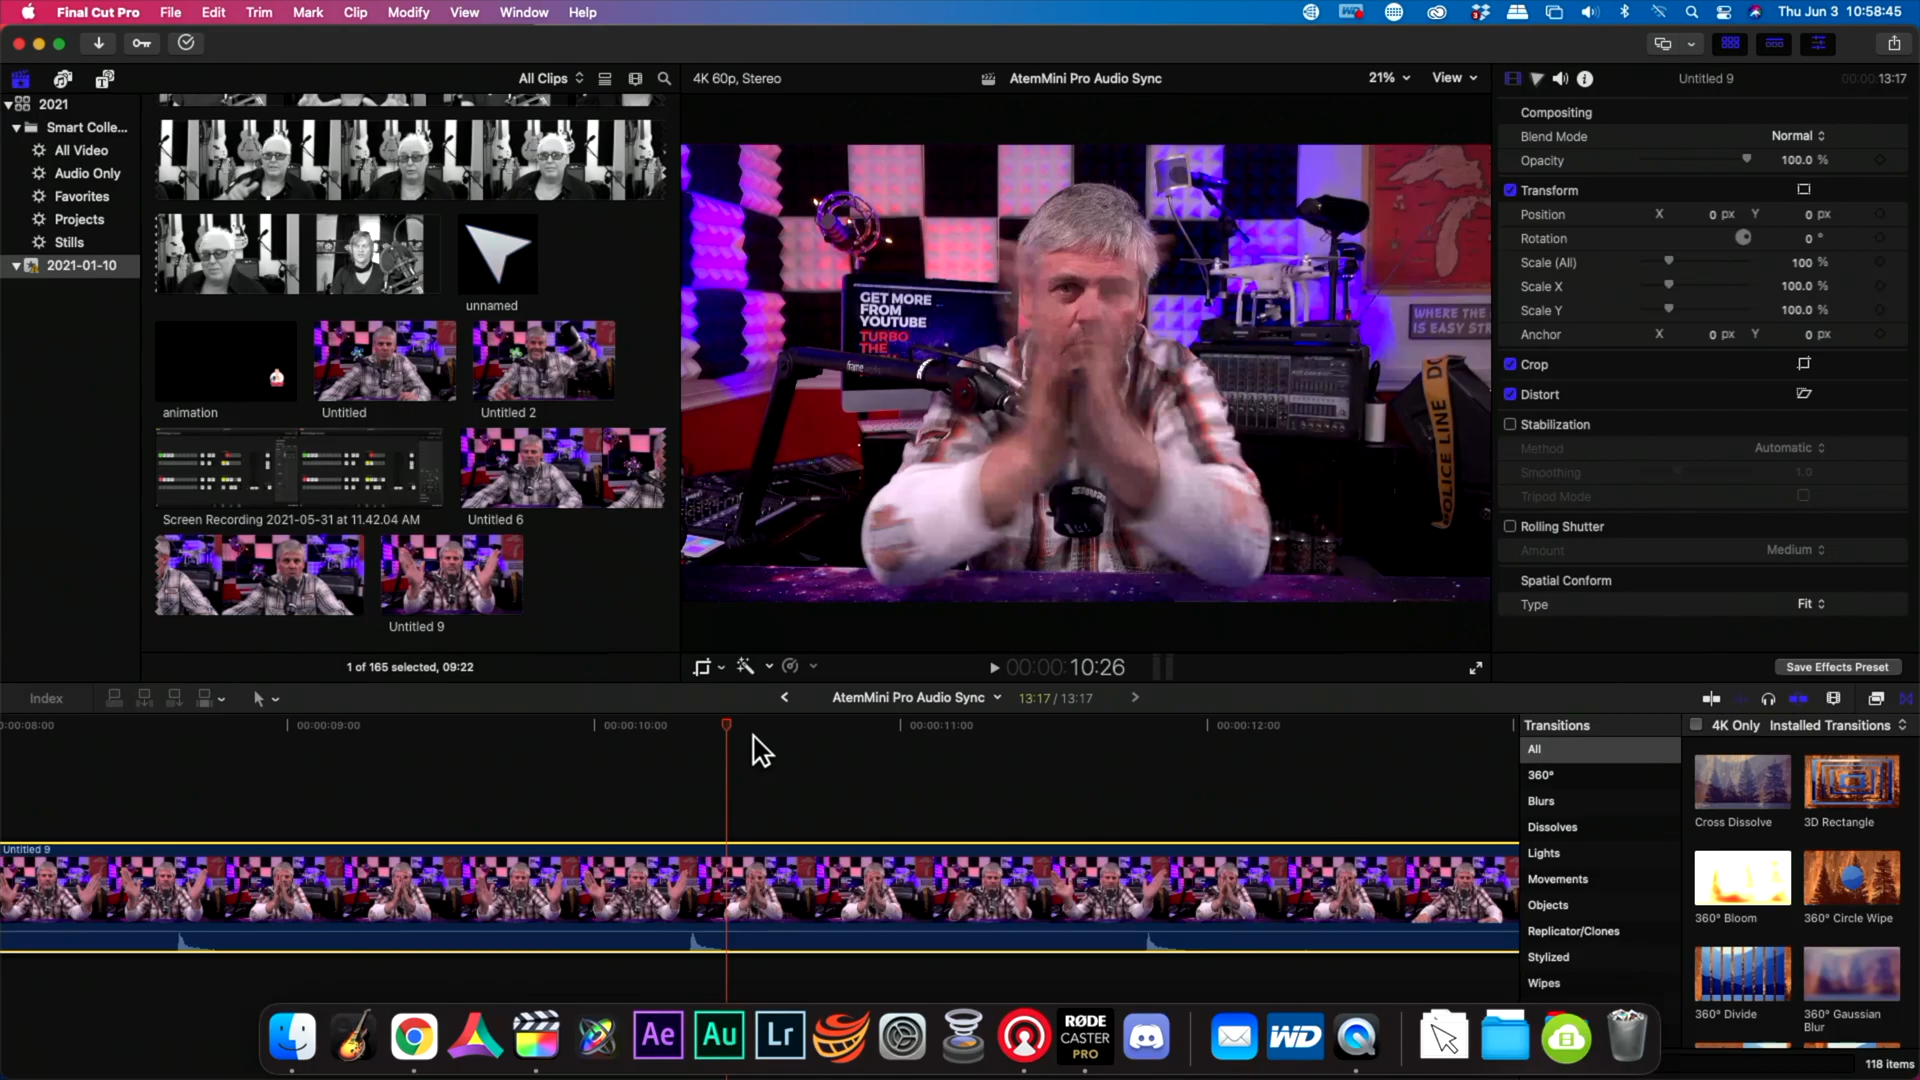 Final Cut Pro File Edit Trim Mark Clip Modify View Window Help Thu Jun 3 10:58:45
All Clips 4K 60p, Stereo AtemMini Pro Audio Sync 21% View Untitled 9 00:00:13:17
2021
Smart Colle...
All Video
Audio Only
Favorites
Projects
Stills
2021-01-10
unnamed
animation
Untitled
Untitled 2
Screen Recording 2021-05-31 at 11.42.04 AM
Untitled 6
Untitled 9
1 of 165 selected, 09:22
GET MORE
FROM
YOUTUBE
TURBO
THE
frame
SHURE
WHERE THE
IS EASY
POLICE LINE DO
00:00:10:26
Compositing
Blend Mode Normal
Opacity 100.0 %
Transform
Position X 0 px Y 0 px
Rotation 0 °
Scale (All) 100 %
Scale X 100.0 %
Scale Y 100.0 %
Anchor X 0 px Y 0 px
Crop
Distort
Stabilization
Method Automatic
Smoothing 1.0
Tripod Mode
Rolling Shutter
Amount Medium
Spatial Conform
Type Fit
Save Effects Preset
Index AtemMini Pro Audio Sync 13:17 / 13:17
0:00:08:00 00:00:09:00 00:00:10:00 00:00:11:00 00:00:12:00
Untitled 9
Transitions
All
360°
Blurs
Dissolves
Lights
Movements
Objects
Replicator/Clones
Stylized
Wipes
4K Only Installed Transitions
Cross Dissolve
3D Rectangle
360° Bloom
360° Circle Wipe
360° Divide
360° Gaussian
Blur
118 items
Ae
Au
Lr
RØDE
CASTER
PRO
WD